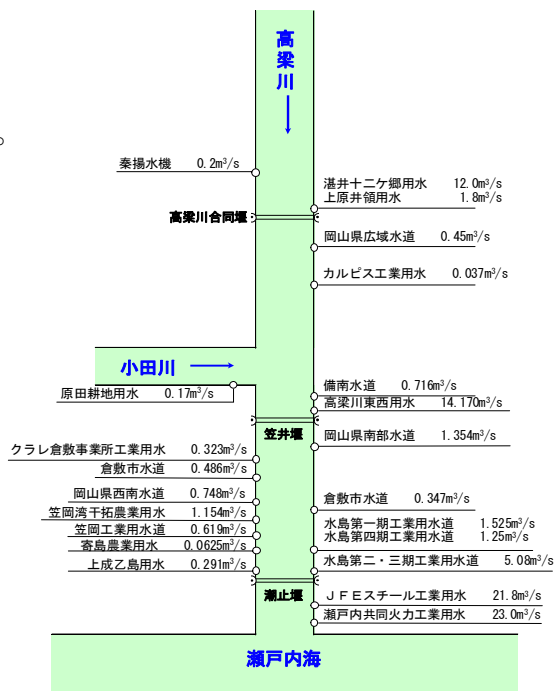 高梁川
。
秦揚水機 0.2m³/s
湛井十二ケ郷用水 12.0m³/s
上原井領用水 1.8m³/s
高梁川合同堰
岡山県広域水道 0.45m³/s
カルピス工業用水 0.037m³/s
小田川
原田耕地用水 0.17m³/s
備南水道 0.716m³/s
高梁川東西用水 14.170m³/s
笠井堰
岡山県南部水道 1.354m³/s
クラレ倉敷事業所工業用水 0.323m³/s
倉敷市水道 0.486m³/s
岡山県西南水道 0.748m³/s
笠岡湾干拓農業用水 1.154m³/s
笠岡工業用水道 0.619m³/s
寄島農業用水 0.0625m³/s
上成乙島用水 0.291m³/s
倉敷市水道 0.347m³/s
水島第一期工業用水道 1.525m³/s
水島第四期工業用水道 1.25m³/s
水島第二・三期工業用水道 5.08m³/s
潮止堰
ＪＦＥスチール工業用水 21.8m³/s
瀬戸内共同火力工業用水 23.0m³/s
瀬戸内海